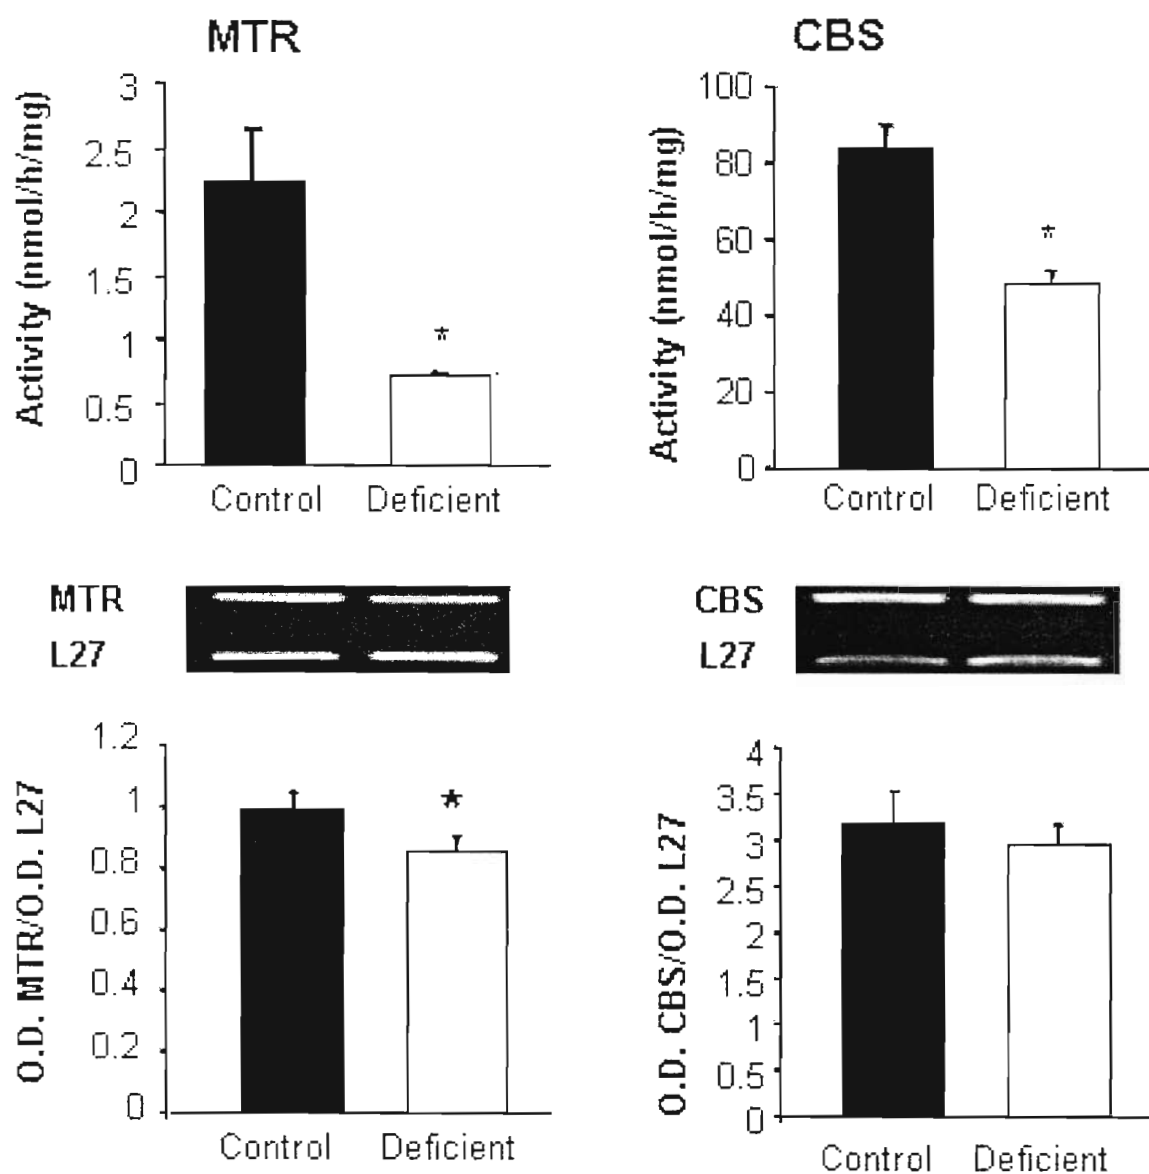 MTR
Activity (nmol/h/mg)
3
2.5
2
1.5
1
0.5
0
*
Control Deficient
CBS
Activity (nmol/h/mg)
100
80
60
40
20
0
*
Control Deficient
MTR
L27
CBS
L27
O.D. MTR/O.D. L27
1.2
1
0.8
0.6
0.4
0.2
0
*
Control Deficient
O.D. CBS/O.D. L27
4
3.5
3
2.5
2
1.5
1
0.5
0
Control Deficient